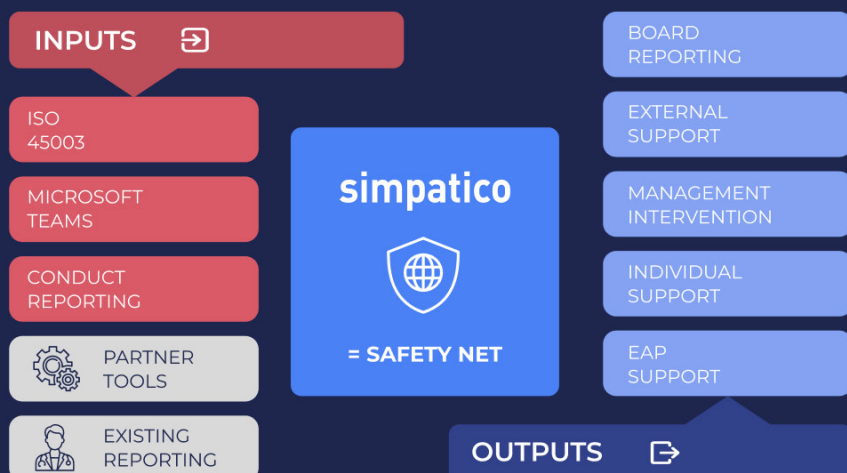 INPUTS
ISO
45003
MICROSOFT
TEAMS
CONDUCT
REPORTING
PARTNER
TOOLS
EXISTING
REPORTING
simpatico
= SAFETY NET
BOARD
REPORTING
EXTERNAL
SUPPORT
MANAGEMENT
INTERVENTION
INDIVIDUAL
SUPPORT
EAP
SUPPORT
OUTPUTS